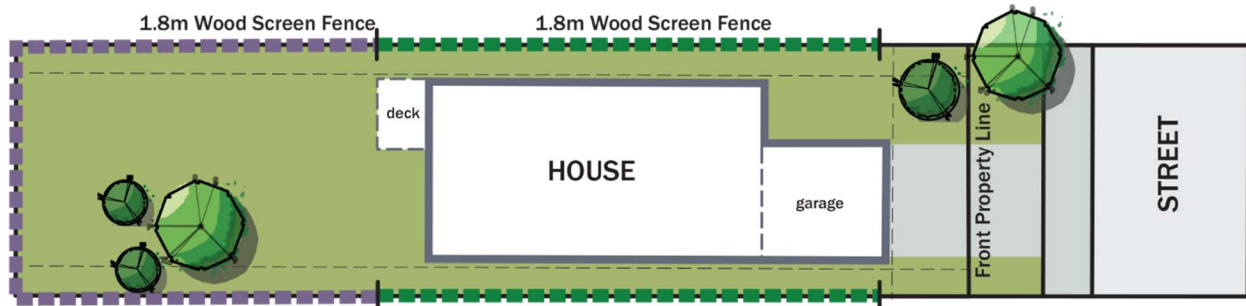 1.8m Wood Screen Fence
1.8m Wood Screen Fence
deck
HOUSE
garage
Front Property Line
STREET